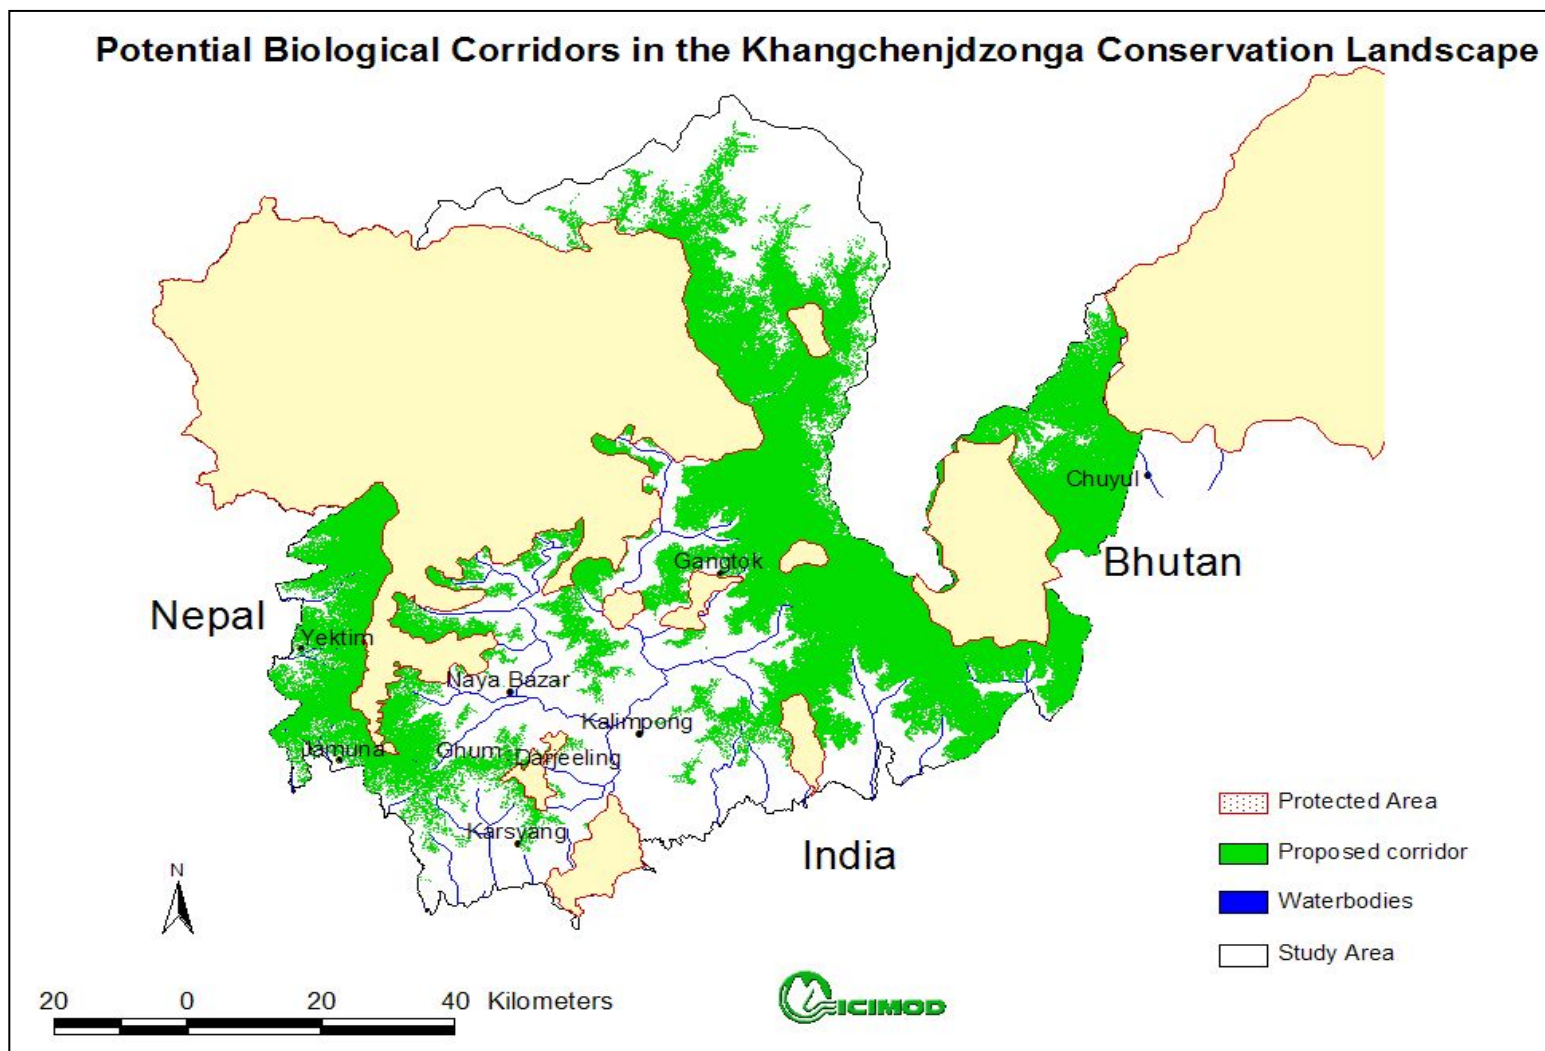 Potential Biological Corridors in the Khangchenjdzonga Conservation Landscape
Chuyul
Bhutan
Gangtok
Nepal
Yektim
Naya Bazar
Kalimpong
Jamuna
Ghum
Darjeeling
Karsyang
India
Protected Area
Proposed corridor
Waterbodies
Study Area
N
20 0 20 40 Kilometers
ICIMOD